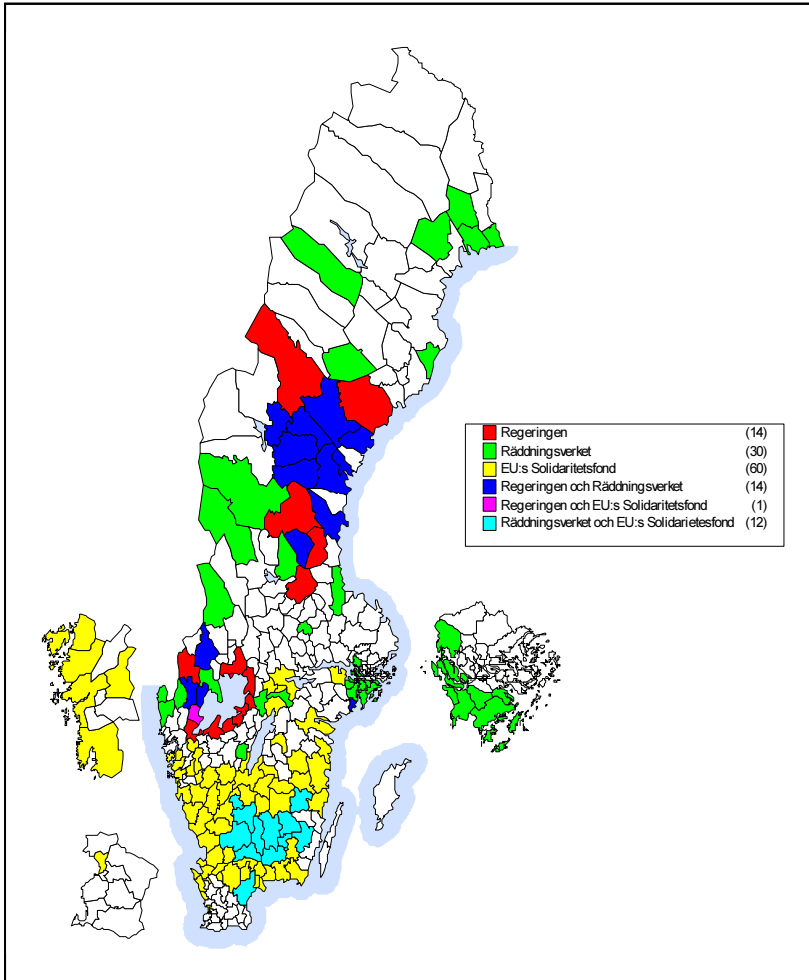 Regeringen (14)
Räddningsverket (30)
EU:s Solidaritetsfond (60)
Regeringen och Räddningsverket (14)
Regeringen och EU:s Solidaritetsfond (1)
Räddningsverket och EU:s Solidarietesfond (12)